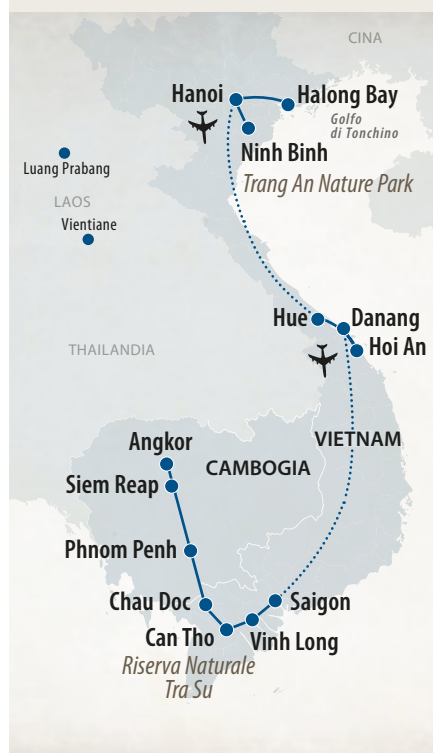 CINA
Hanoi
Halong Bay
Golfo
di Tonchino
Ninh Binh
Trang An Nature Park
Luang Prabang
LAOS
Vientiane
Hue
Danang
Hoi An
THAILANDIA
VIETNAM
Angkor
CAMBOGIA
Siem Reap
Phnom Penh
Chau Doc
Saigon
Can Tho
Vinh Long
Riserva Naturale
Tra Su